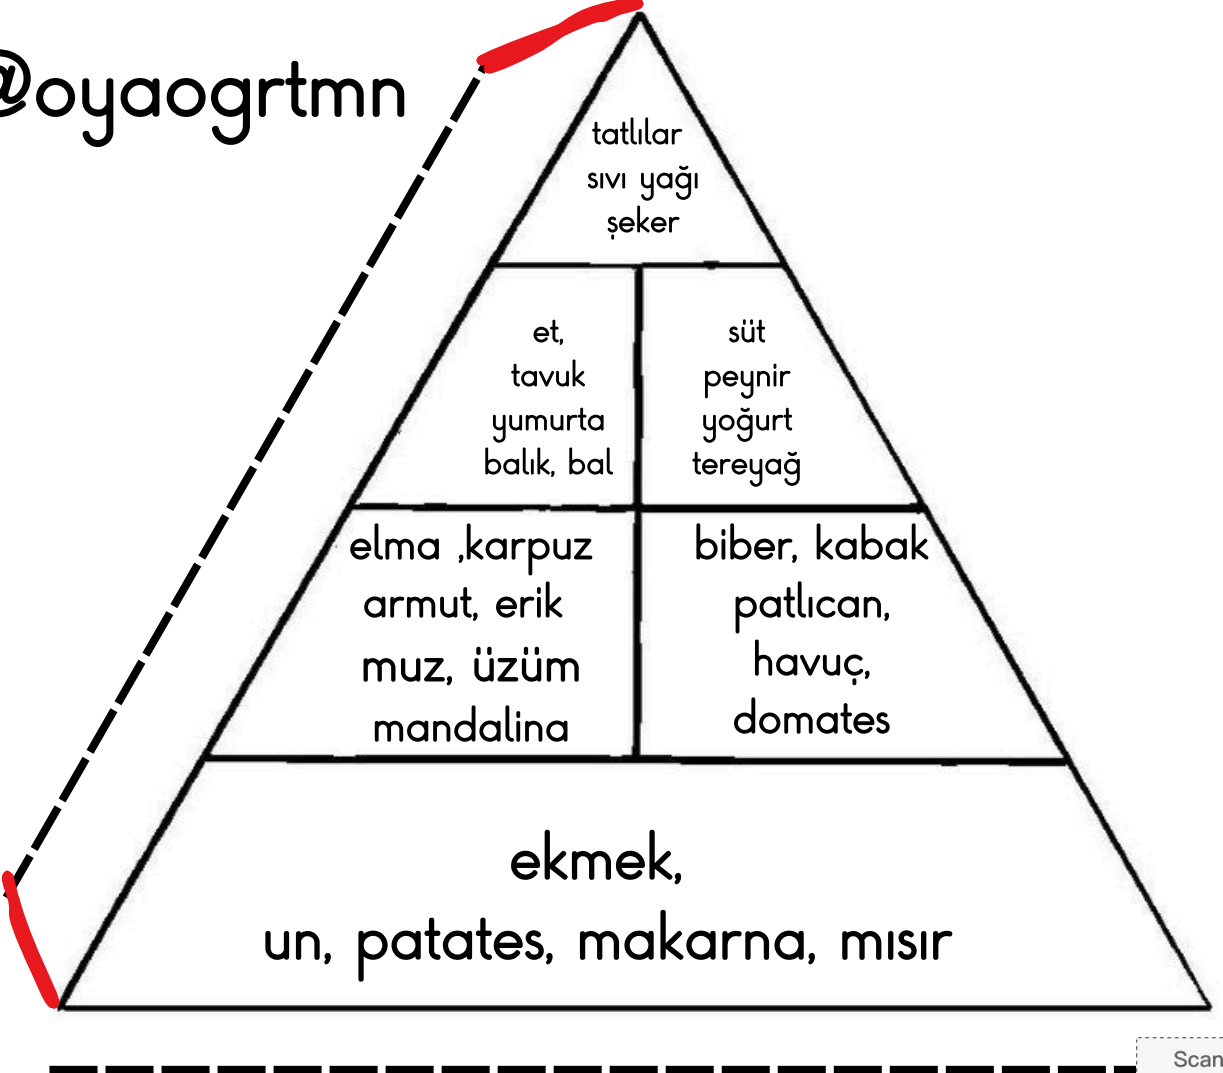 @oyaogrtmn
tatlılar
sıvı yağı
şeker
et,
tavuk
yumurta
balık, bal
süt
peynir
yoğurt
tereyağ
elma ,karpuz
armut, erik
muz, üzüm
mandalina
biber, kabak
patlıcan,
havuç,
domates
ekmek,
un, patates, makarna, mısır
Scan